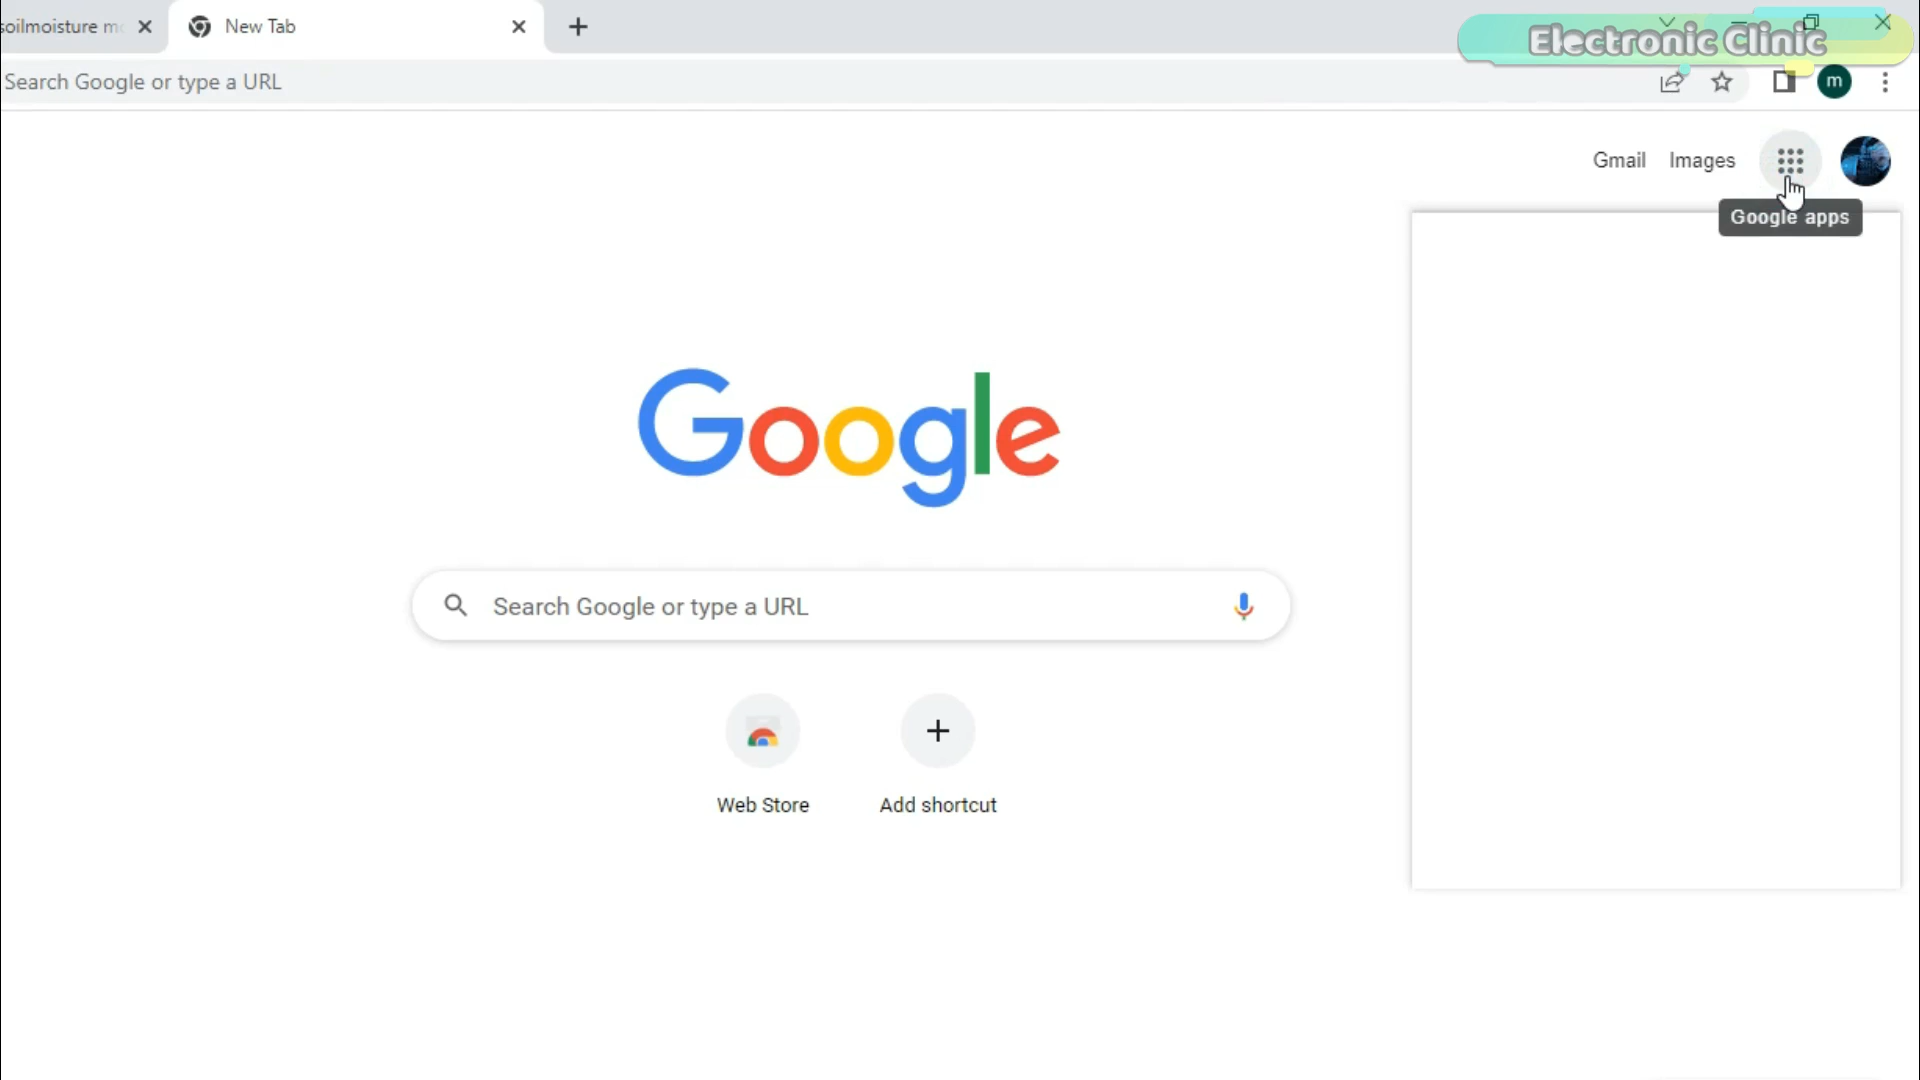 soilmoisture
New Tab
Electronic Clinic
Search Google or type a URL
m
Gmail
Images
Google apps
Google
Search Google or type a URL
Web Store
Add shortcut